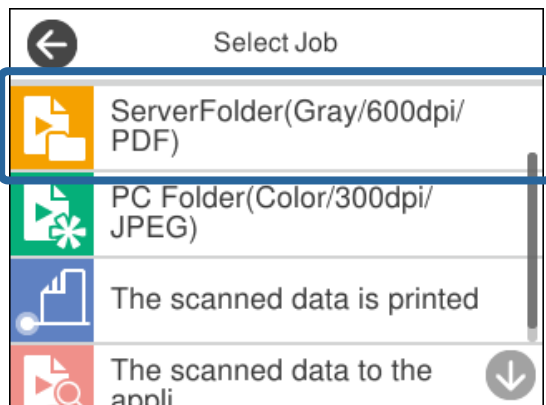 Select Job
ServerFolder(Gray/600dpi/
PDF)
PC Folder(Color/300dpi/
JPEG)
The scanned data is printed
The scanned data to the
appli